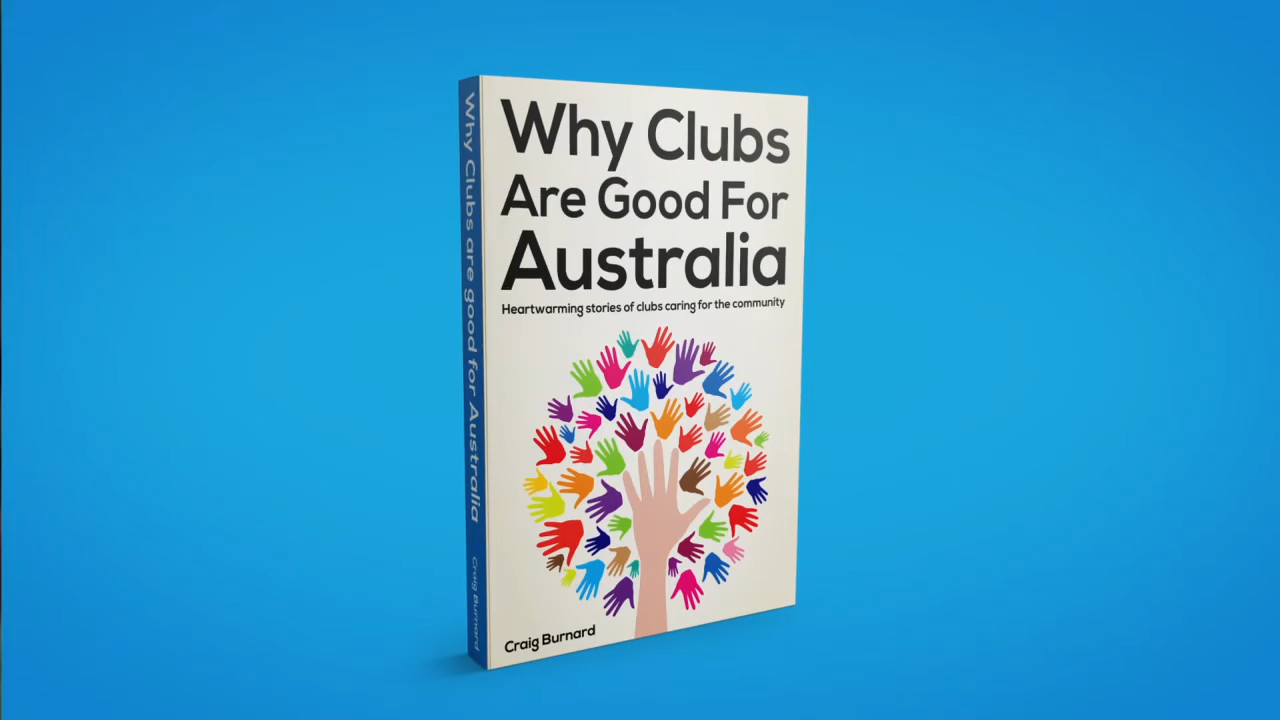 Why Clubs
Are Good For
Australia
Heartwarming stories of clubs caring for the community
Craig Burnard
Why Clubs are good for Australia
Craig Burnard